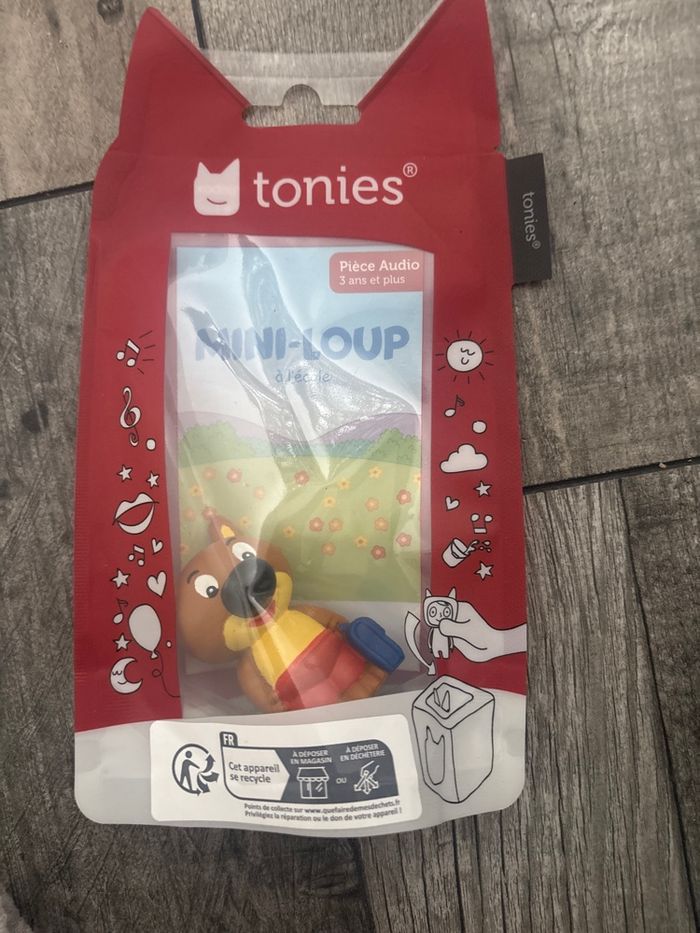 tonies®
tonies®
Pièce Audio
3 ans et plus
MINI-LOUP
à l'école
FR
Cet appareil
se recycle
À DÉPOSER
EN MAGASIN
OU
À DÉPOSER
EN DÉCHÈTERIE
Points de collecte sur www.quefairedemesdechets.fr
Privilégiez la réparation ou le don de votre appareil !